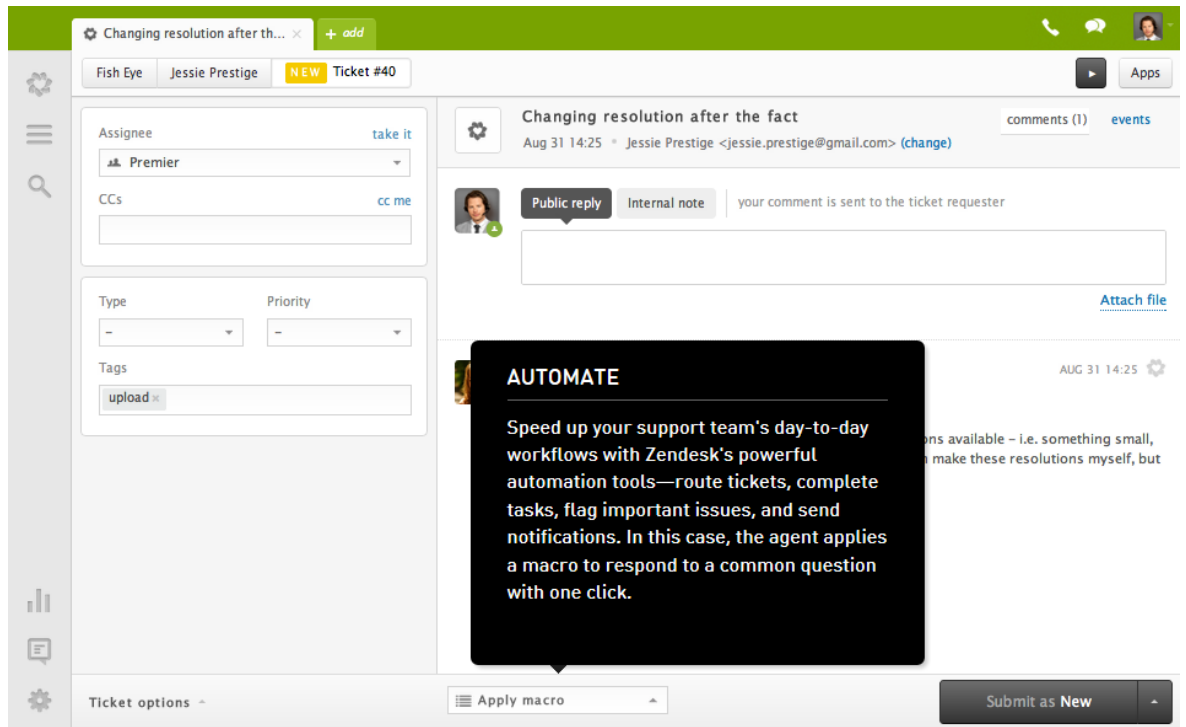 Changing resolution after th... ×
+ add
Fish Eye
Jessie Prestige
NEW Ticket #40
Apps
Assignee
take it
Premier
CCs
cc me
Type
Priority
–
–
Tags
upload ×
Changing resolution after the fact
Aug 31 14:25 • Jessie Prestige <jessie.prestige@gmail.com> (change)
comments (1)
events
Public reply
Internal note
your comment is sent to the ticket requester
Attach file
AUG 31 14:25
ons available – i.e. something small,
make these resolutions myself, but
AUTOMATE
Speed up your support team's day-to-day
workflows with Zendesk's powerful
automation tools—route tickets, complete
tasks, flag important issues, and send
notifications. In this case, the agent applies
a macro to respond to a common question
with one click.
Ticket options
Apply macro
Submit as New